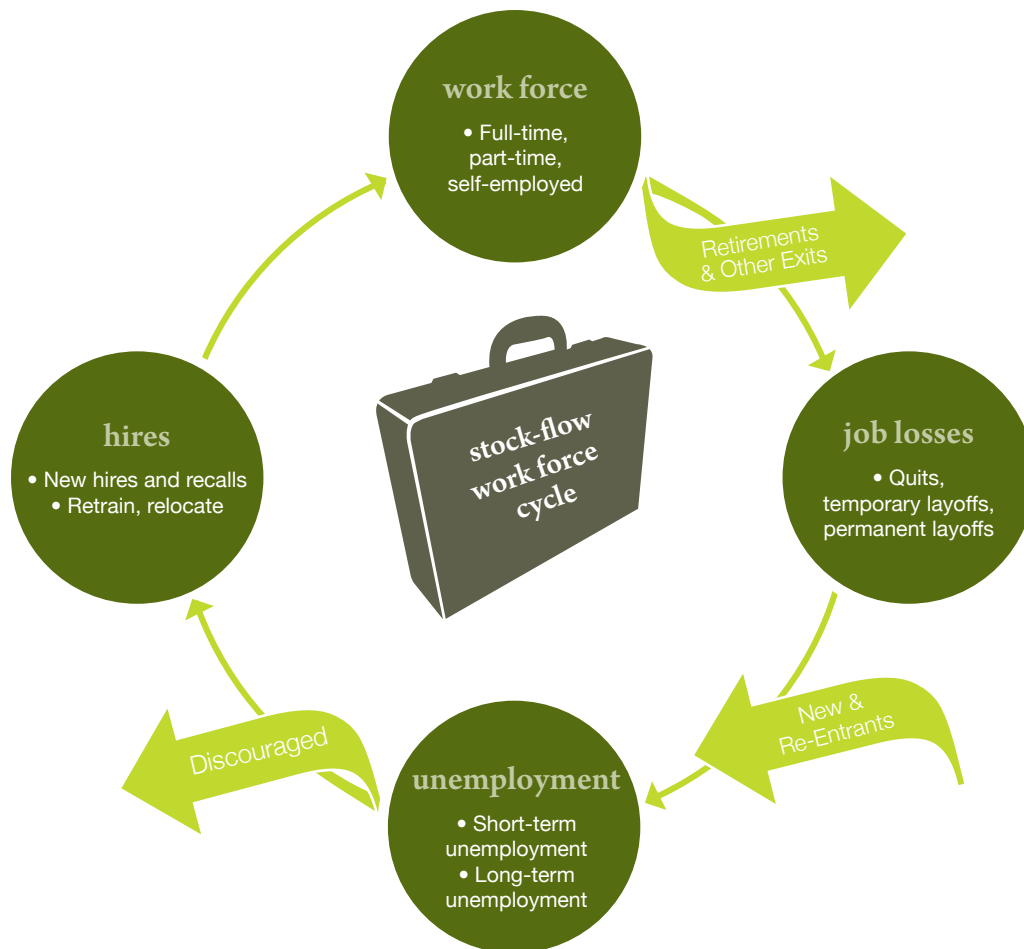 work force
• Full-time,
part-time,
self-employed
Retirements
& Other Exits
job losses
• Quits,
temporary layoffs,
permanent layoffs
New &
Re-Entrants
unemployment
• Short-term
unemployment
• Long-term
unemployment
Discouraged
hires
• New hires and recalls
• Retrain, relocate
stock-flow
work force
cycle